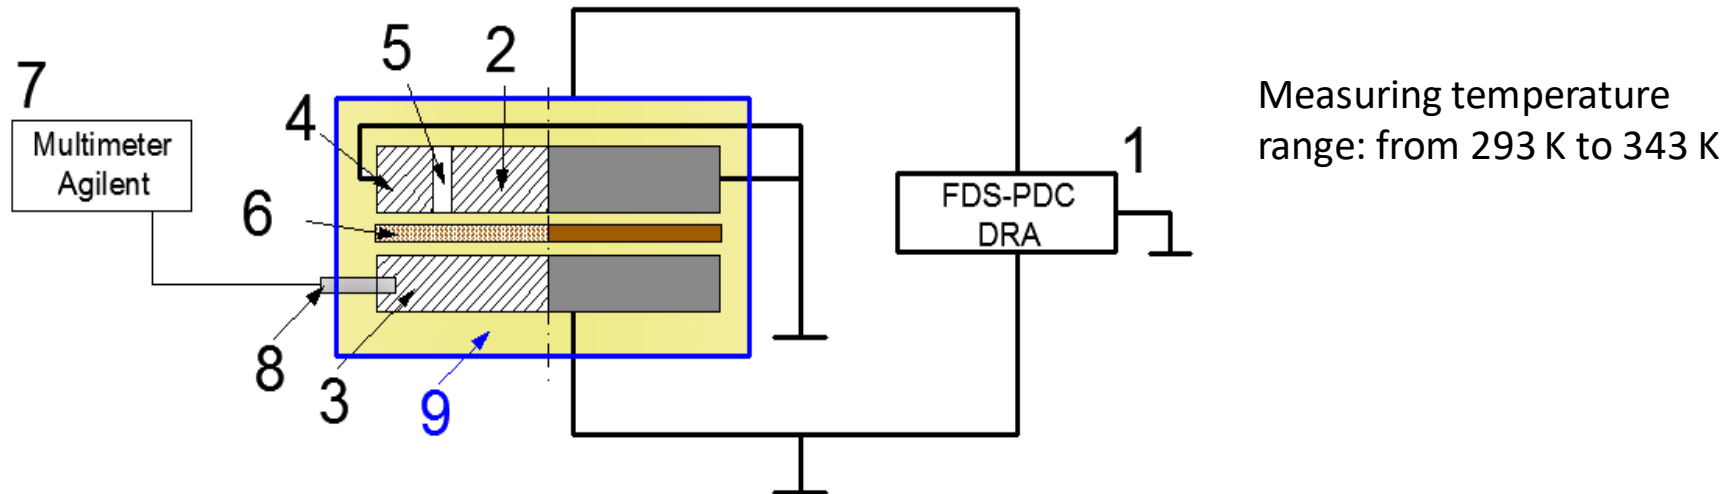 7
Multimeter
Agilent
5
2
4
6
8
3
9
1
FDS-PDC
DRA
Measuring temperature
range: from 293 K to 343 K